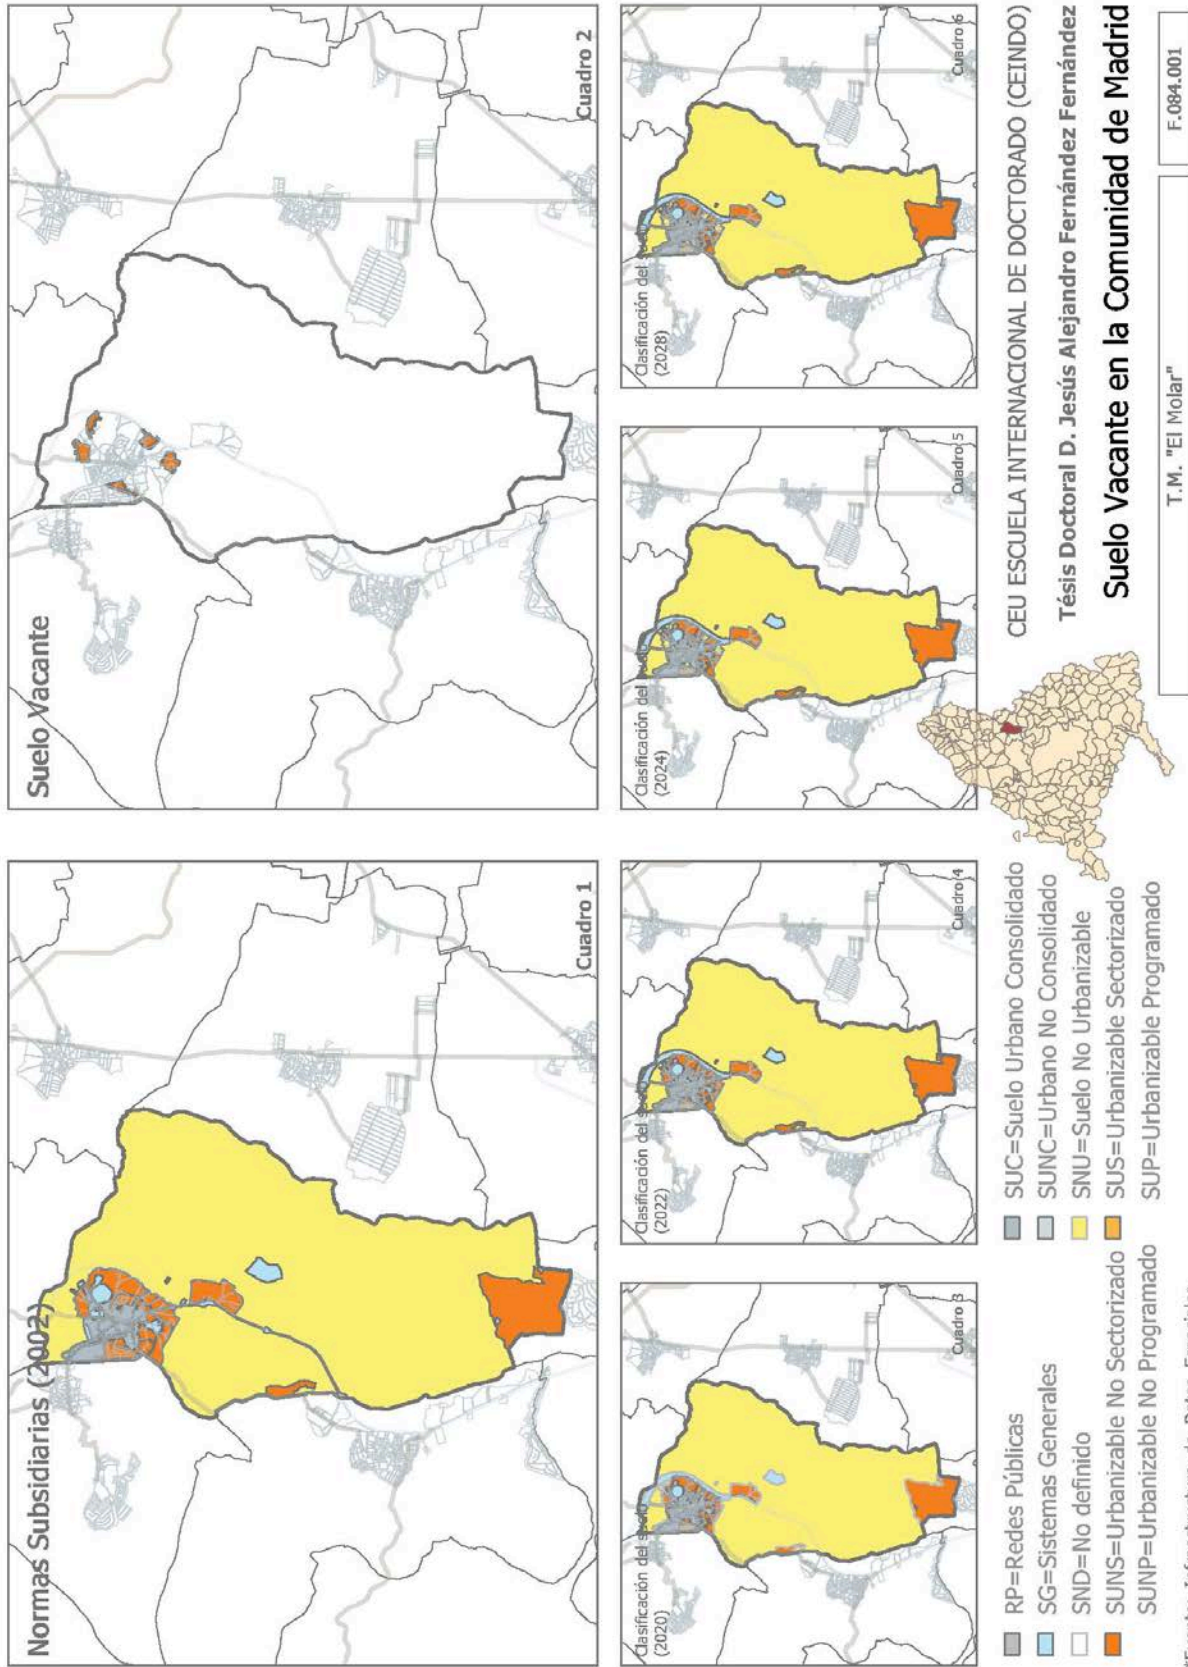 Normas Subsidiarias (2002)
Cuadro 1
Suelo Vacante
Cuadro 2
Clasificación del suelo
(2020)
Cuadro 3
Clasificación del suelo
(2022)
Cuadro 4
Clasificación del
(2024)
Cuadro 5
Clasificación del
(2028)
Cuadro 6
RP=Redes Públicas
SG=Sistemas Generales
SND=No definido
SUNS=Urbanizable No Sectorizado
SUNP=Urbanizable No Programado
SUC=Suelo Urbano Consolidado
SUNC=Urbano No Consolidado
SNU=Suelo No Urbanizable
SUS=Urbanizable Sectorizado
SUP=Urbanizable Programado
CEU ESCUELA INTERNACIONAL DE DOCTORADO (CEINDO)
Tésis Doctoral D. Jesús Alejandro Fernández Fernández
Suelo Vacante en la Comunidad de Madrid
T.M. "El Molar"
F.084.001